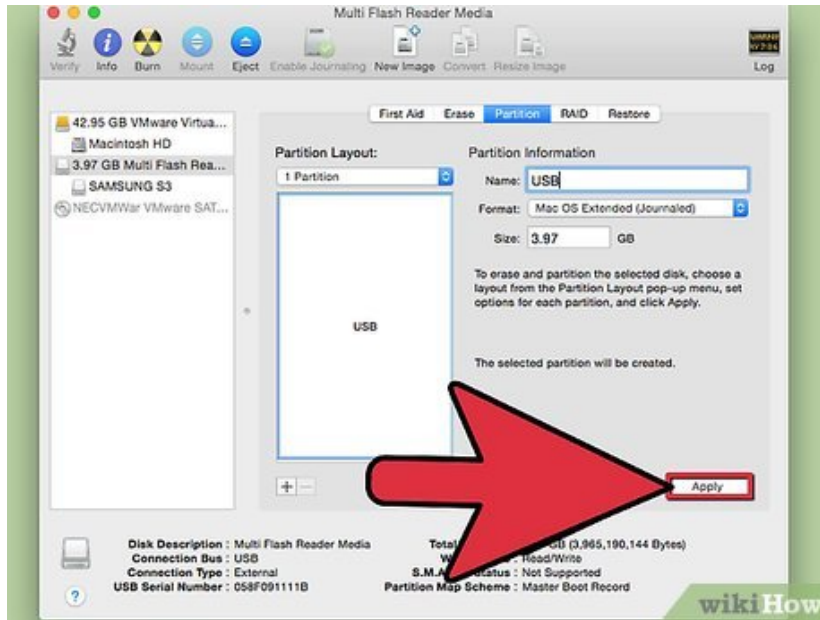 Multi Flash Reader Media
Verify Info Burn Mount Eject Enable Journaling New Image Convert Resize Image Log
First Aid Erase Partition RAID Restore
42.95 GB VMware Virtua...
Macintosh HD
3.97 GB Multi Flash Rea...
SAMSUNG S3
NECVMWar VMware SAT...
Partition Layout:
1 Partition
USB
+ −
Partition Information
Name: USB
Format: Mac OS Extended (Journaled)
Size: 3.97 GB
To erase and partition the selected disk, choose a
layout from the Partition Layout pop-up menu, set
options for each partition, and click Apply.
The selected partition will be created.
Apply
Disk Description : Multi Flash Reader Media
Connection Bus : USB
Connection Type : External
USB Serial Number : 058F091111B
GB (3,965,190,144 Bytes)
Read/Write
S.M. Status : Not Supported
Partition Map Scheme : Master Boot Record
?
wikiHow